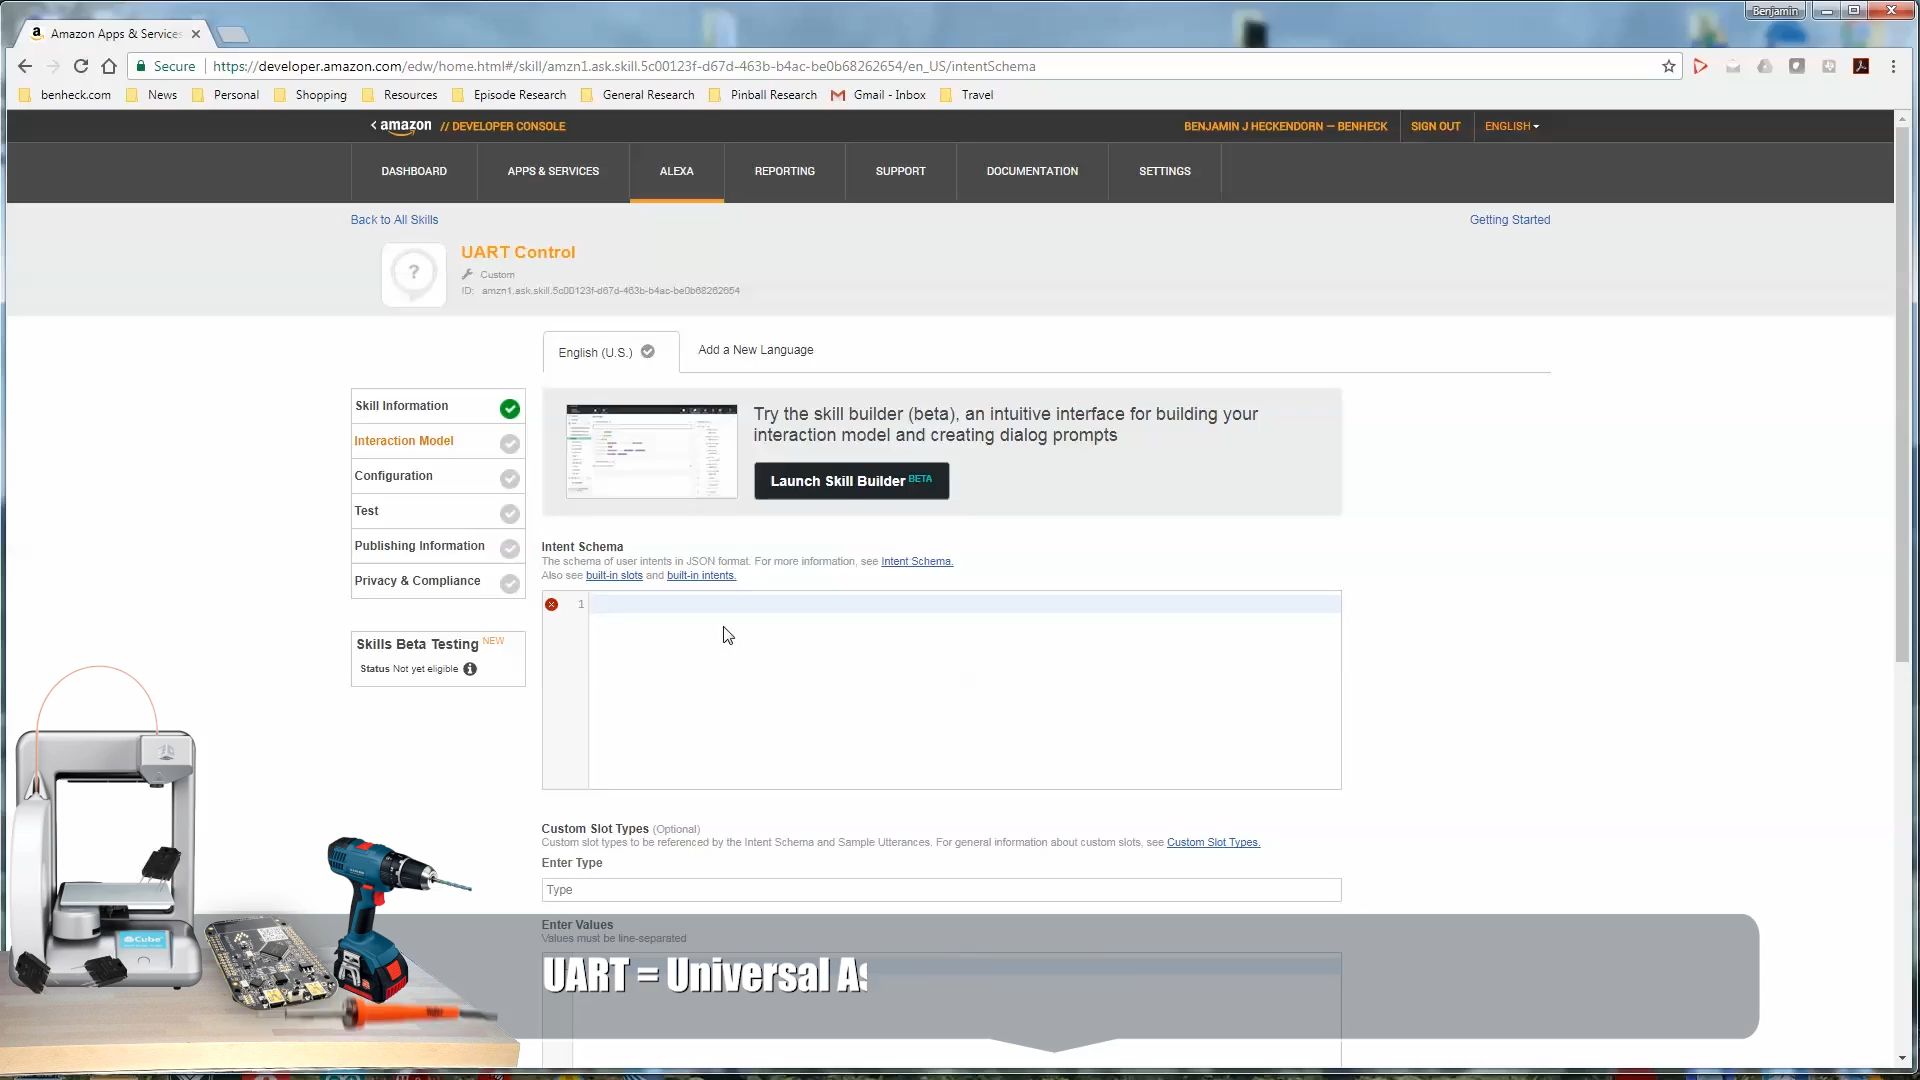 Benjamin
Amazon Apps & Services
Secure
https://developer.amazon.com/edw/home.html#/skill/amzn1.ask.skill.5c00123f-d67d-463b-b4ac-be0b68262654/en_US/intentSchema
benheck.com News Personal Shopping Resources Episode Research General Research Pinball Research Gmail - Inbox Travel
< amazon // DEVELOPER CONSOLE
BENJAMIN J HECKENDORN — BENHECK SIGN OUT ENGLISH
DASHBOARD APPS & SERVICES ALEXA REPORTING SUPPORT DOCUMENTATION SETTINGS
Back to All Skills
Getting Started
?
UART Control
Custom
ID: amzn1.ask.skill.5c00123f-d67d-463b-b4ac-be0b68262654
English (U.S.)
Add a New Language
Skill Information
Interaction Model
Configuration
Test
Publishing Information
Privacy & Compliance
Skills Beta Testing NEW
Status Not yet eligible
Try the skill builder (beta), an intuitive interface for building your
interaction model and creating dialog prompts
Launch Skill Builder BETA
Intent Schema
The schema of user intents in JSON format. For more information, see Intent Schema.
Also see built-in slots and built-in intents.
1
Custom Slot Types (Optional)
Custom slot types to be referenced by the Intent Schema and Sample Utterances. For general information about custom slots, see Custom Slot Types.
Enter Type
Type
Enter Values
Values must be line-separated
UART = Universal As
Cube